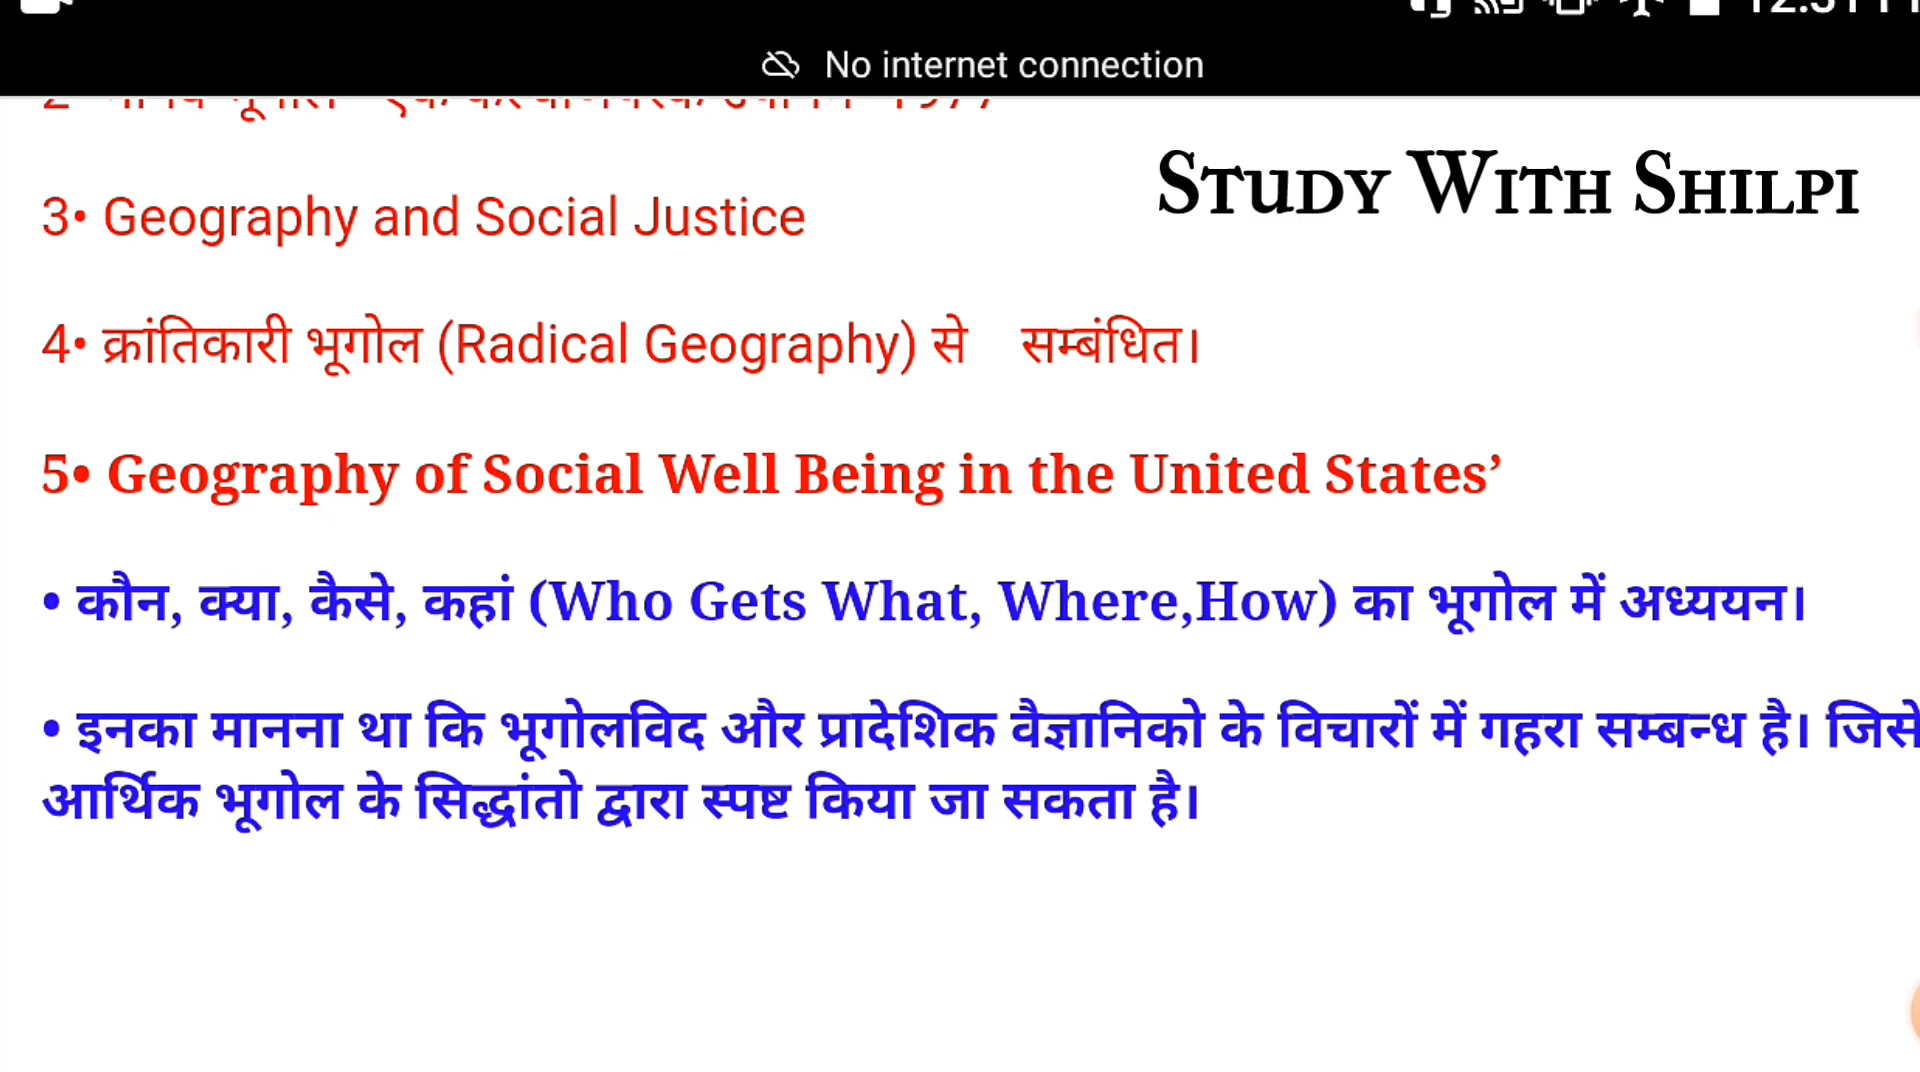 No internet connection
STUDY WITH SHILPI
3• Geography and Social Justice
4• क्रांतिकारी भूगोल (Radical Geography) से सम्बंधित।
5• Geography of Social Well Being in the United States’
• कौन, क्या, कैसे, कहां (Who Gets What, Where,How) का भूगोल में अध्ययन।
• इनका मानना था कि भूगोलविद और प्रादेशिक वैज्ञानिको के विचारों में गहरा सम्बन्ध है। जिसे
आर्थिक भूगोल के सिद्धांतो द्वारा स्पष्ट किया जा सकता है।